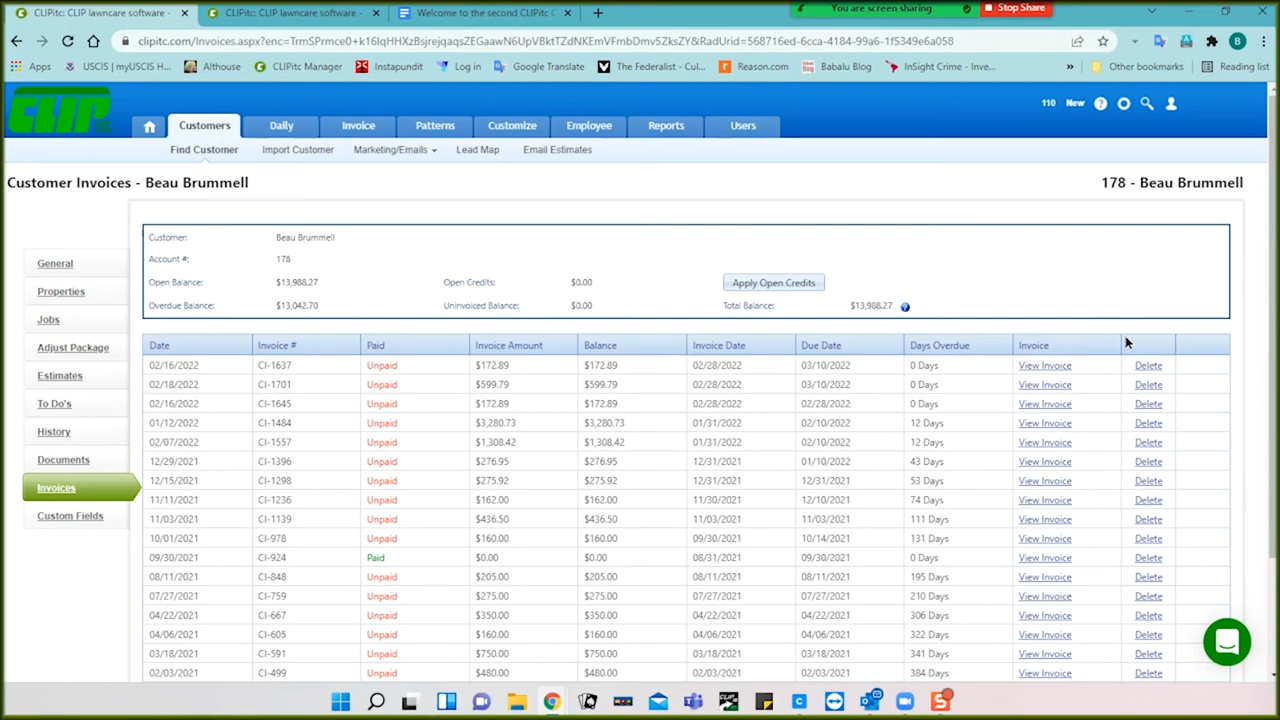 CLIPitc: CLIP lawncare software - × CLIPitc: CLIP lawncare software - × Welcome to the second CLIPitc C × +
You are screen sharing Stop Share
clipitc.com/Invoices.aspx?enc=
Apps USCIS | myUSCIS H... Althouse CLIPitc Manager Instapundit Log in Google Translate The Federalist - Cul... Reason.com Babalu Blog InSight Crime - Inve... » Other bookmarks Reading list
CLIP
110 New
Customers Daily Invoice Patterns Customize Employee Reports Users
Find Customer Import Customer Marketing/Emails Lead Map Email Estimates
Customer Invoices - Beau Brummell 178 - Beau Brummell
General
Properties
Jobs
Adjust Package
Estimates
To Do's
History
Documents
Invoices
Custom Fields
Customer: Beau Brummell
Account #: 178
Open Balance: $13,988.27 Open Credits: $0.00 Apply Open Credits
Overdue Balance: $13,042.70 Uninvoiced Balance: $0.00 Total Balance: $13,988.27
Date Invoice # Paid Invoice Amount Balance Invoice Date Due Date Days Overdue Invoice
02/16/2022 CI-1637 Unpaid $172.89 $172.89 02/28/2022 03/10/2022 0 Days View Invoice Delete
02/18/2022 CI-1701 Unpaid $599.79 $599.79 02/28/2022 03/10/2022 0 Days View Invoice Delete
02/16/2022 CI-1645 Unpaid $172.89 $172.89 02/28/2022 02/28/2022 0 Days View Invoice Delete
01/12/2022 CI-1484 Unpaid $3,280.73 $3,280.73 01/31/2022 02/10/2022 12 Days View Invoice Delete
02/07/2022 CI-1557 Unpaid $1,308.42 $1,308.42 01/31/2022 02/10/2022 12 Days View Invoice Delete
12/29/2021 CI-1396 Unpaid $276.95 $276.95 12/31/2021 01/10/2022 43 Days View Invoice Delete
12/15/2021 CI-1298 Unpaid $275.92 $275.92 12/31/2021 12/31/2021 53 Days View Invoice Delete
11/11/2021 CI-1236 Unpaid $162.00 $162.00 11/30/2021 12/10/2021 74 Days View Invoice Delete
11/03/2021 CI-1139 Unpaid $436.50 $436.50 11/03/2021 11/03/2021 111 Days View Invoice Delete
10/01/2021 CI-978 Unpaid $160.00 $160.00 09/30/2021 10/14/2021 131 Days View Invoice Delete
09/30/2021 CI-924 Paid $0.00 $0.00 08/31/2021 09/30/2021 0 Days View Invoice Delete
08/11/2021 CI-848 Unpaid $205.00 $205.00 08/11/2021 08/11/2021 195 Days View Invoice Delete
07/27/2021 CI-759 Unpaid $275.00 $275.00 07/27/2021 07/27/2021 210 Days View Invoice Delete
04/22/2021 CI-667 Unpaid $350.00 $350.00 04/22/2021 04/22/2021 306 Days View Invoice Delete
04/06/2021 CI-605 Unpaid $160.00 $160.00 04/06/2021 04/06/2021 322 Days View Invoice Delete
03/18/2021 CI-591 Unpaid $750.00 $750.00 03/18/2021 03/18/2021 341 Days View Invoice Delete
02/03/2021 CI-499 Unpaid $480.00 $480.00 02/03/2021 02/03/2021 384 Days View Invoice Delete